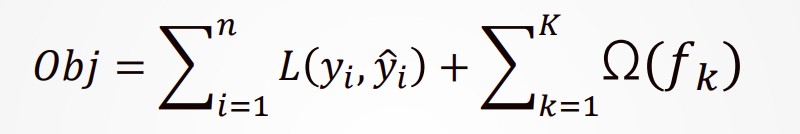 Obj = ∑_{i=1}^{n} L(y_i, ŷ_i) + ∑_{k=1}^{K} Ω(f_k)